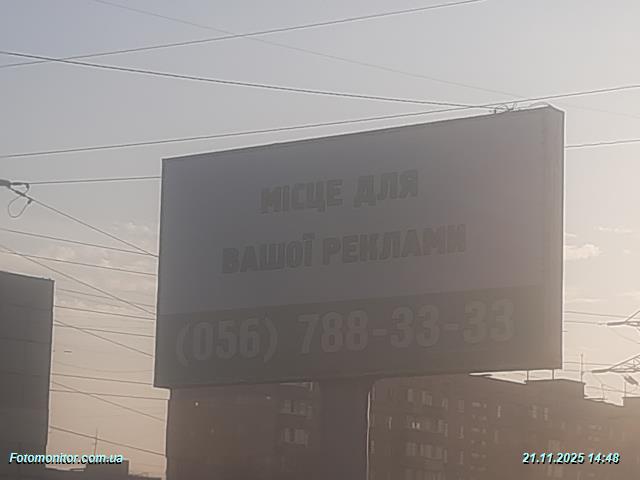 МІСЦЕ ДЛЯ
ВАШОЇ РЕКЛАМИ
(056) 788-33-33
Fotomonitor.com.ua
21.11.2025 14:48